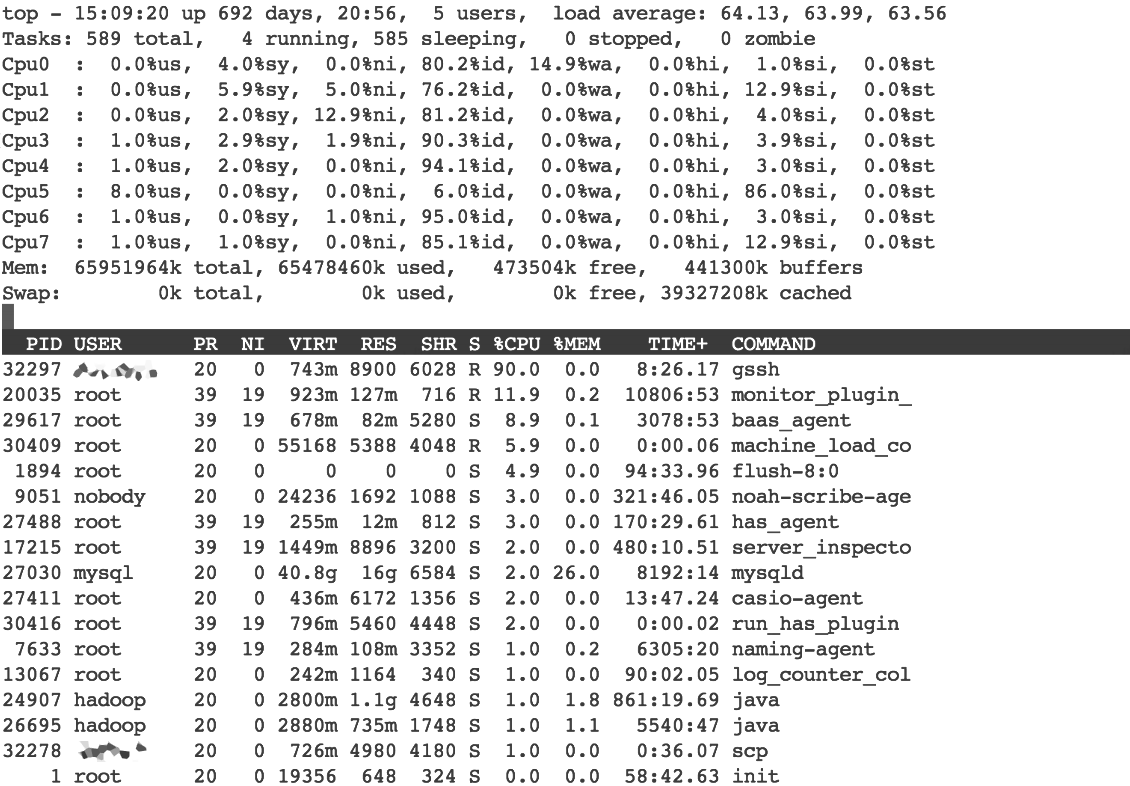 top - 15:09:20 up 692 days, 20:56,  5 users,  load average: 64.13, 63.99, 63.56
Tasks: 589 total,   4 running, 585 sleeping,   0 stopped,   0 zombie
Cpu0  :  0.0%us,  4.0%sy,  0.0%ni, 80.2%id, 14.9%wa,  0.0%hi,  1.0%si,  0.0%st
Cpu1  :  0.0%us,  5.9%sy,  5.0%ni, 76.2%id,  0.0%wa,  0.0%hi, 12.9%si,  0.0%st
Cpu2  :  0.0%us,  2.0%sy, 12.9%ni, 81.2%id,  0.0%wa,  0.0%hi,  4.0%si,  0.0%st
Cpu3  :  1.0%us,  2.9%sy,  1.9%ni, 90.3%id,  0.0%wa,  0.0%hi,  3.9%si,  0.0%st
Cpu4  :  1.0%us,  2.0%sy,  0.0%ni, 94.1%id,  0.0%wa,  0.0%hi,  3.0%si,  0.0%st
Cpu5  :  8.0%us,  0.0%sy,  0.0%ni,  6.0%id,  0.0%wa,  0.0%hi, 86.0%si,  0.0%st
Cpu6  :  1.0%us,  0.0%sy,  1.0%ni, 95.0%id,  0.0%wa,  0.0%hi,  3.0%si,  0.0%st
Cpu7  :  1.0%us,  1.0%sy,  0.0%ni, 85.1%id,  0.0%wa,  0.0%hi, 12.9%si,  0.0%st
Mem:  65951964k total, 65478460k used,   473504k free,   441300k buffers
Swap:        0k total,        0k used,        0k free, 39327208k cached
PID USER      PR  NI  VIRT  RES  SHR S %CPU %MEM    TIME+  COMMAND
32297           20   0  743m 8900 6028 R 90.0  0.0   8:26.17 gssh
20035 root      39  19  923m 127m  716 R 11.9  0.2  10806:53 monitor_plugin_
29617 root      39  19  678m  82m 5280 S  8.9  0.1   3078:53 baas_agent
30409 root      20   0 55168 5388 4048 R  5.9  0.0   0:00.06 machine_load_co
1894 root      20   0     0    0    0 S  4.9  0.0  94:33.96 flush-8:0
9051 nobody    20   0 24236 1692 1088 S  3.0  0.0 321:46.05 noah-scribe-age
27488 root      39  19  255m  12m  812 S  3.0  0.0 170:29.61 has_agent
17215 root      39  19 1449m 8896 3200 S  2.0  0.0 480:10.51 server_inspecto
27030 mysql     20   0 40.8g  16g 6584 S  2.0 26.0   8192:14 mysqld
27411 root      20   0  436m 6172 1356 S  2.0  0.0  13:47.24 casio-agent
30416 root      39  19  796m 5460 4448 S  2.0  0.0   0:00.02 run_has_plugin
7633 root      39  19  284m 108m 3352 S  1.0  0.2   6305:20 naming-agent
13067 root      20   0  242m 1164  340 S  1.0  0.0  90:02.05 log_counter_col
24907 hadoop    20   0 2800m 1.1g 4648 S  1.0  1.8 861:19.69 java
26695 hadoop    20   0 2880m 735m 1748 S  1.0  1.1   5540:47 java
32278           20   0  726m 4980 4180 S  1.0  0.0   0:36.07 scp
1 root      20   0 19356  648  324 S  0.0  0.0  58:42.63 init